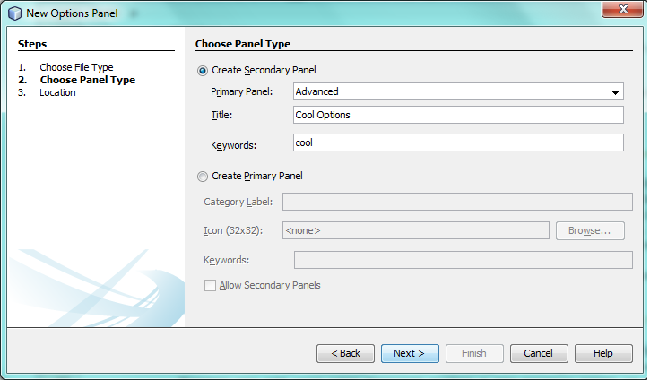 New Options Panel
Steps
1. Choose File Type
2. Choose Panel Type
3. Location
Choose Panel Type
Create Secondary Panel
Primary Panel: Advanced
Title: Cool Options
Keywords: cool
Create Primary Panel
Category Label:
Icon (32x32): <none> Browse...
Keywords:
Allow Secondary Panels
< Back Next > Finish Cancel Help